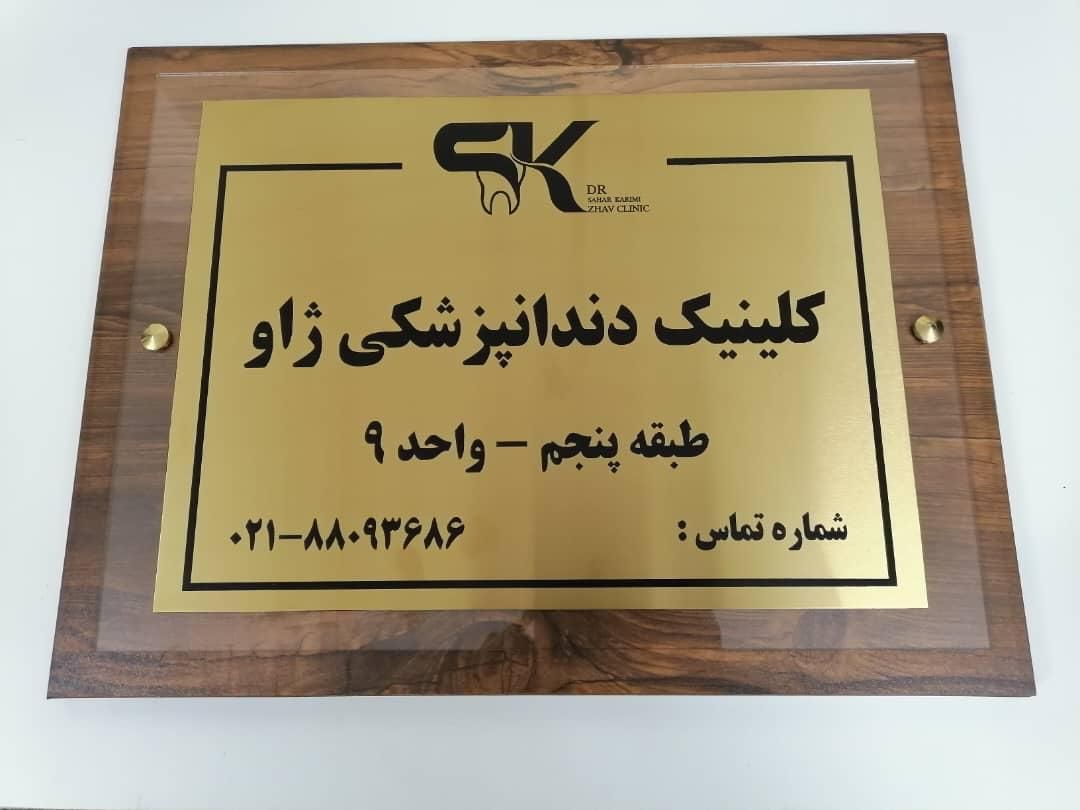 SK
DR
SAHAR KARIMI
ZHAV CLINIC
کلینیک دندانپزشکی ژاو
طبقه پنجم – واحد ۹
شماره تماس : ۰۲۱–۸۸۰۹۳۶۸۶